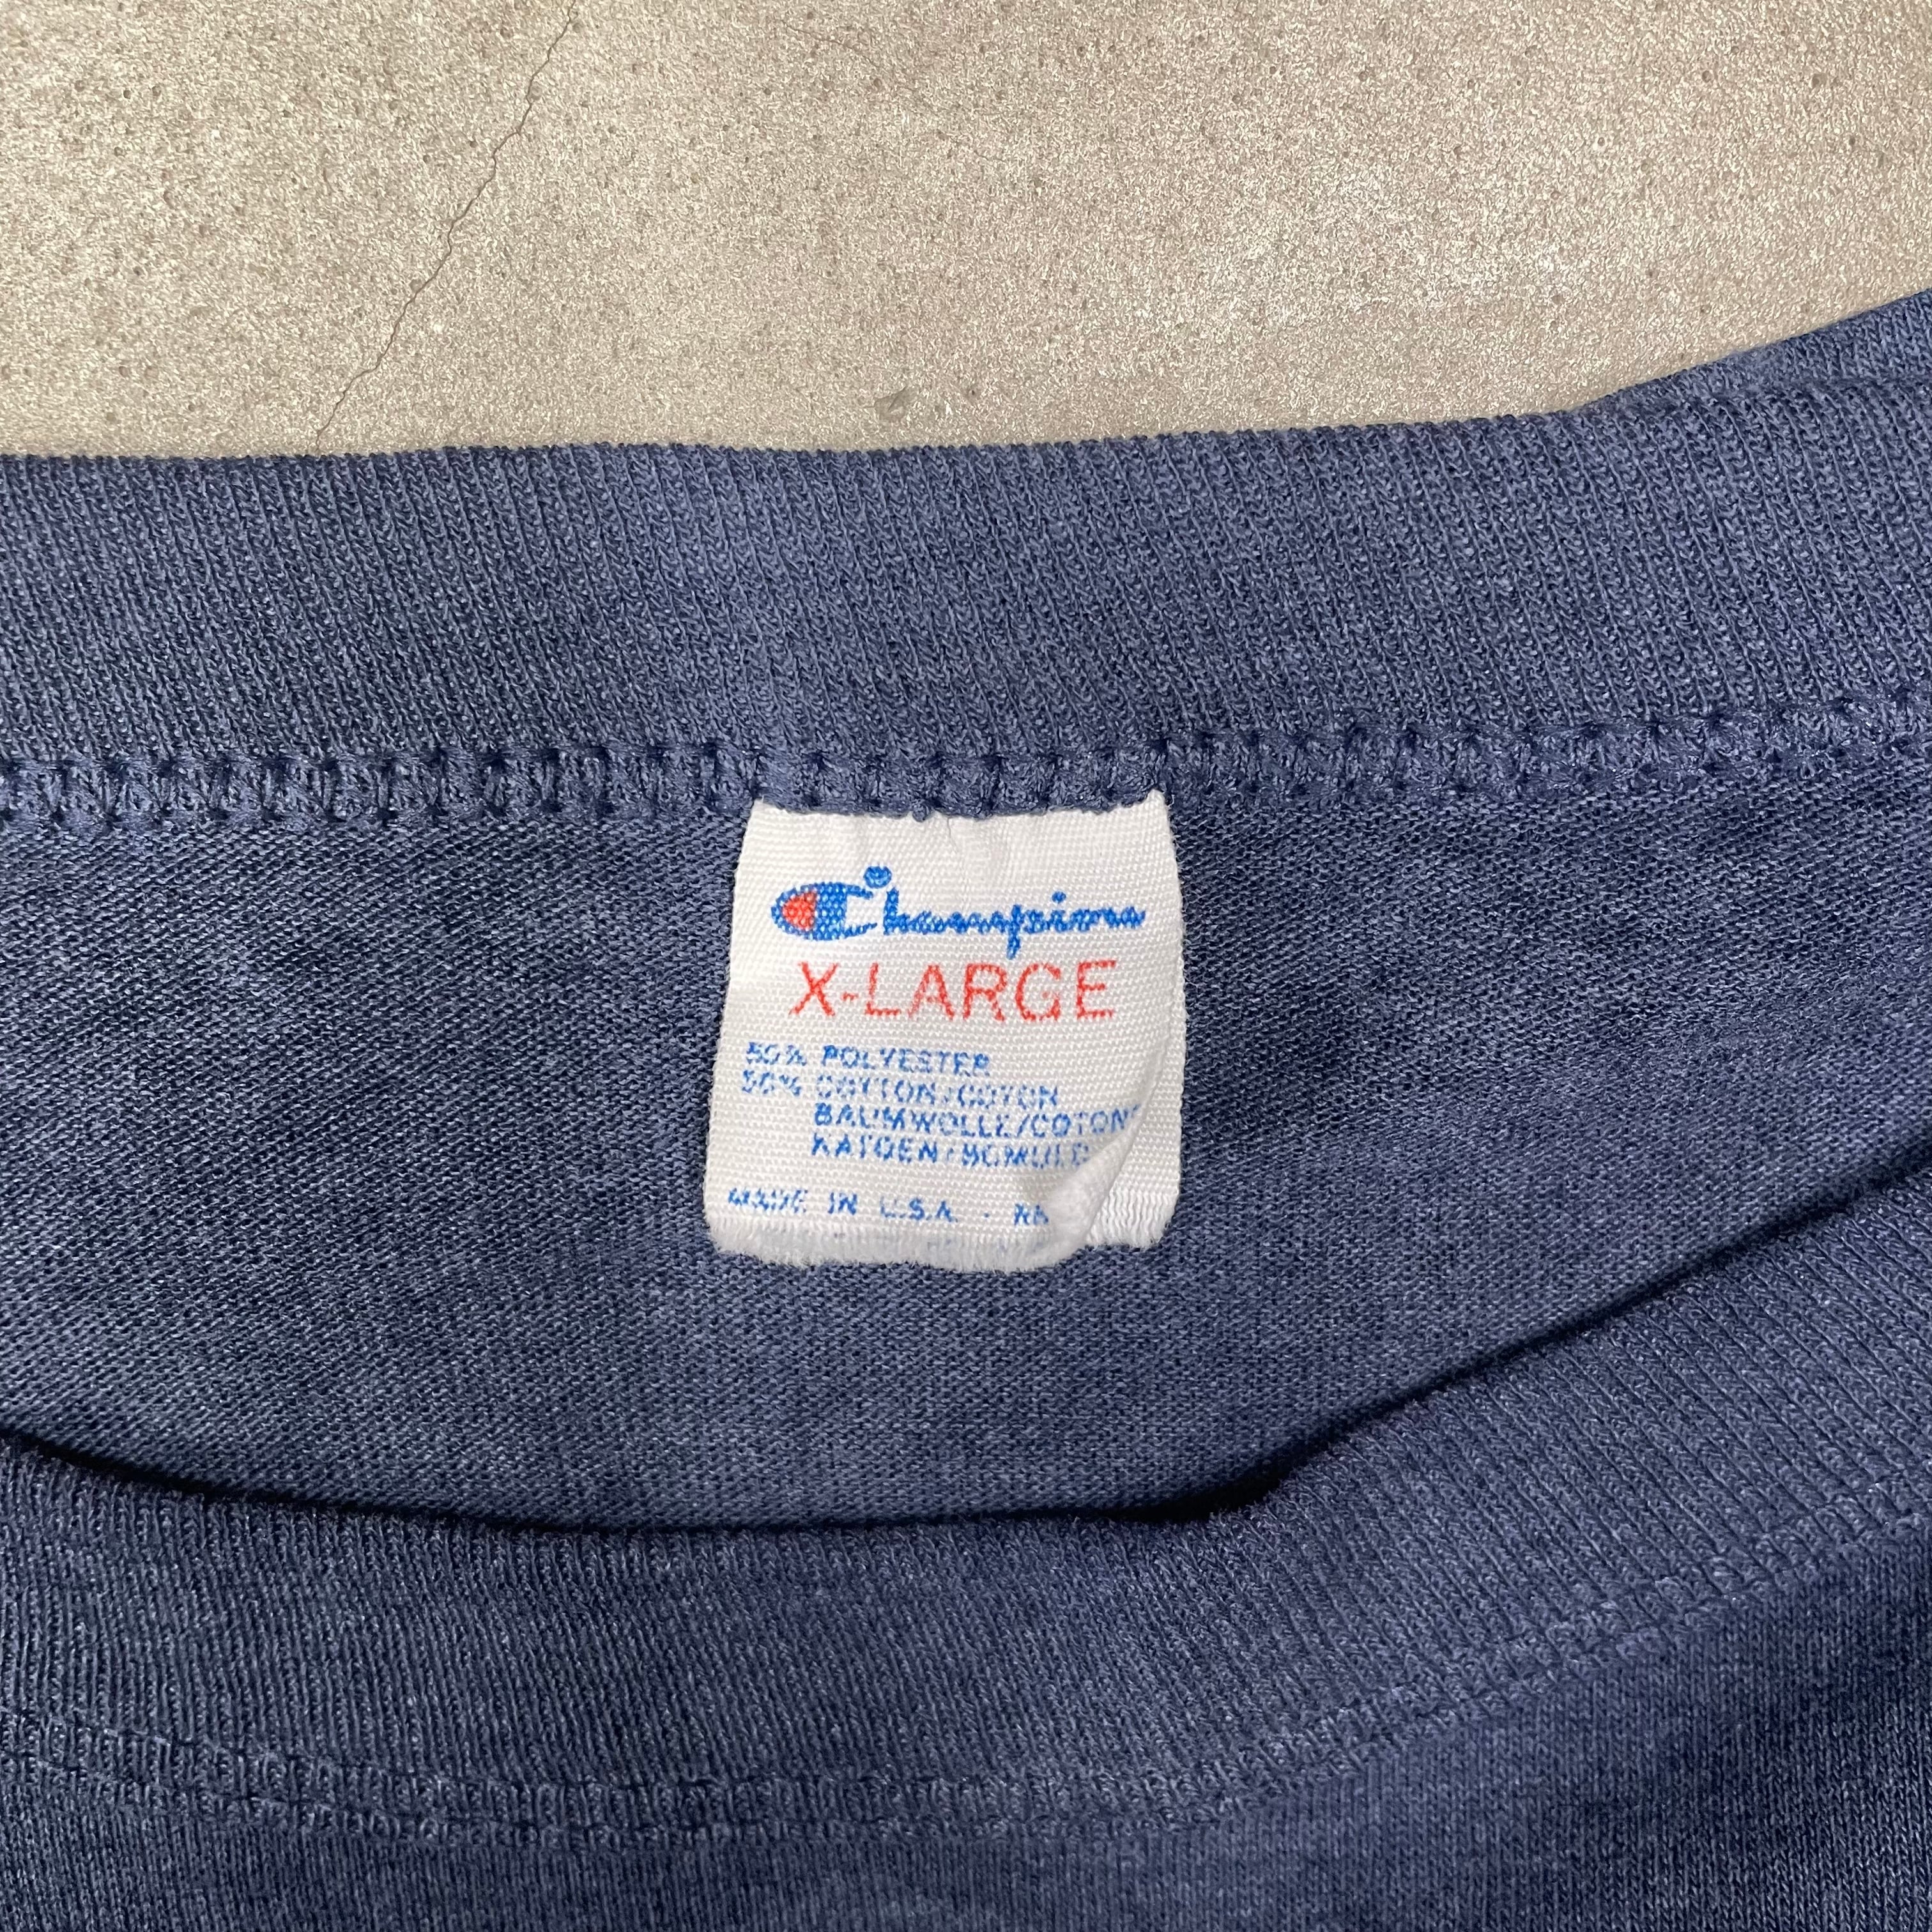 Champion
X-LARGE
50% POLYESTER
50% COTTON/COTON
BAUMWOLLE/COTONE
KATOEN/BOMULD
MADE IN U.S.A.